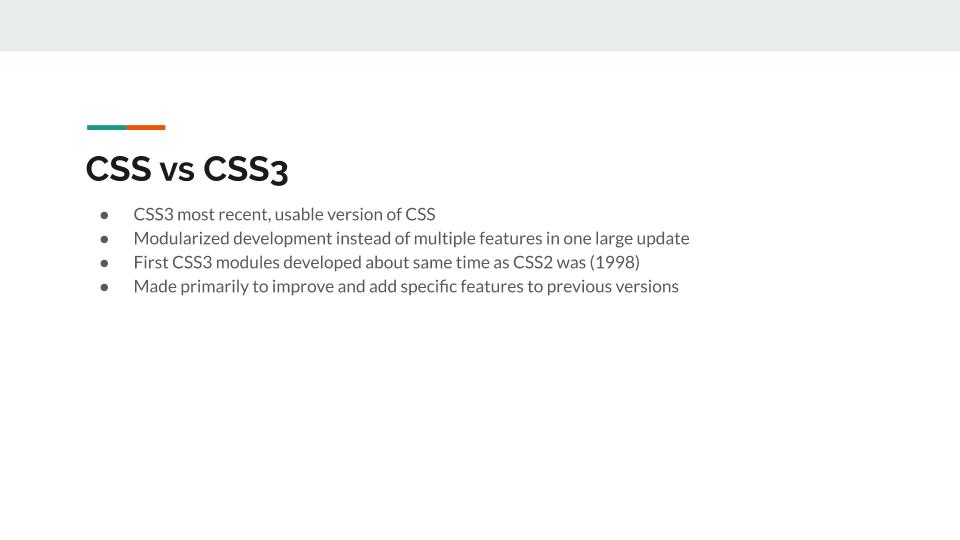 CSS vs CSS3
● CSS3 most recent, usable version of CSS
● Modularized development instead of multiple features in one large update
● First CSS3 modules developed about same time as CSS2 was (1998)
● Made primarily to improve and add specific features to previous versions